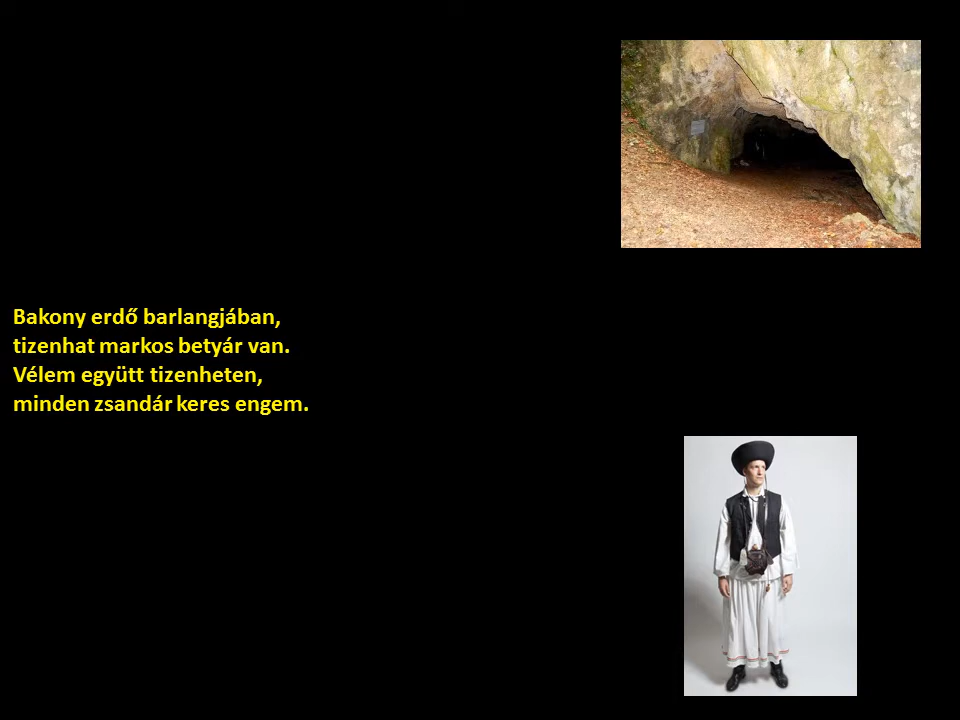 Bakony erdő barlangjában,
tizenhat markos betyár van.
Vélem együtt tizenheten,
minden zsandár keres engem.